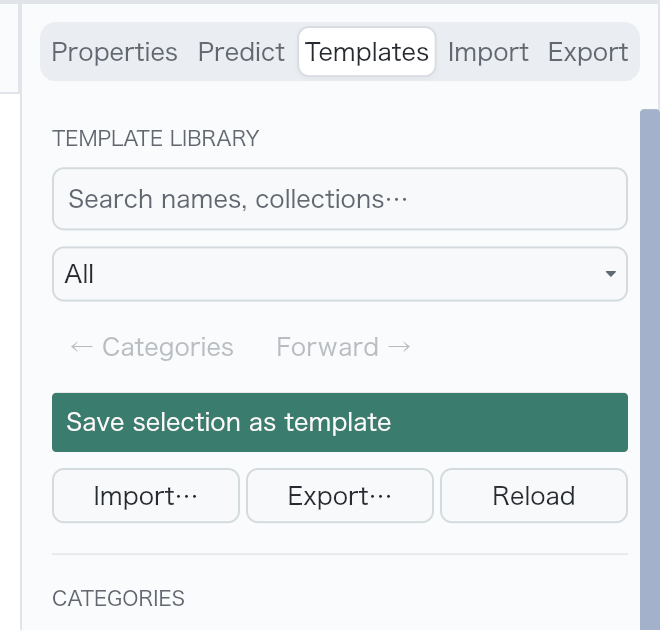 Properties Predict Templates Import Export
TEMPLATE LIBRARY
Search names, collections…
All
← Categories Forward →
Save selection as template
Import… Export… Reload
CATEGORIES